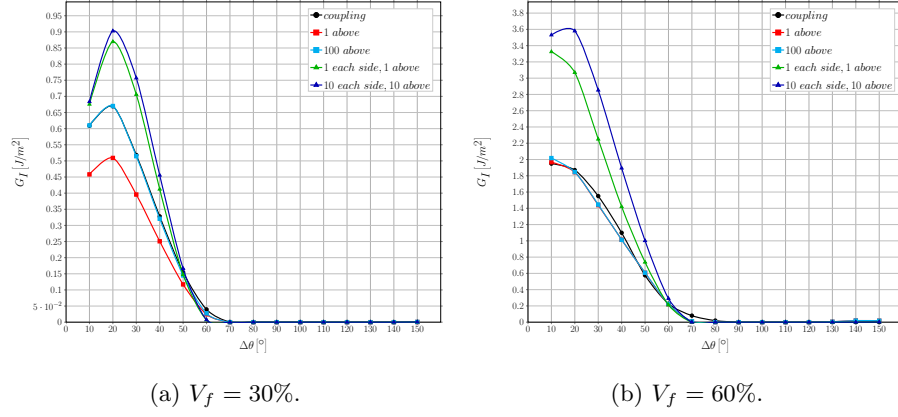 0.95
0.9
0.85
0.8
0.75
0.7
0.65
0.6
0.55
0.5
0.45
0.4
0.35
0.3
0.25
0.2
0.15
0.1
5 · 10⁻²
0
G_I [J/m²]
0 10 20 30 40 50 60 70 80 90 100 110 120 130 140 150
Δθ [°]
coupling
1 above
100 above
1 each side, 1 above
10 each side, 10 above
(a) V_f = 30%.
3.8
3.6
3.4
3.2
3
2.8
2.6
2.4
2.2
2
1.8
1.6
1.4
1.2
1
0.8
0.6
0.4
0.2
0
G_I [J/m²]
0 10 20 30 40 50 60 70 80 90 100 110 120 130 140 150
Δθ [°]
coupling
1 above
100 above
1 each side, 1 above
10 each side, 10 above
(b) V_f = 60%.